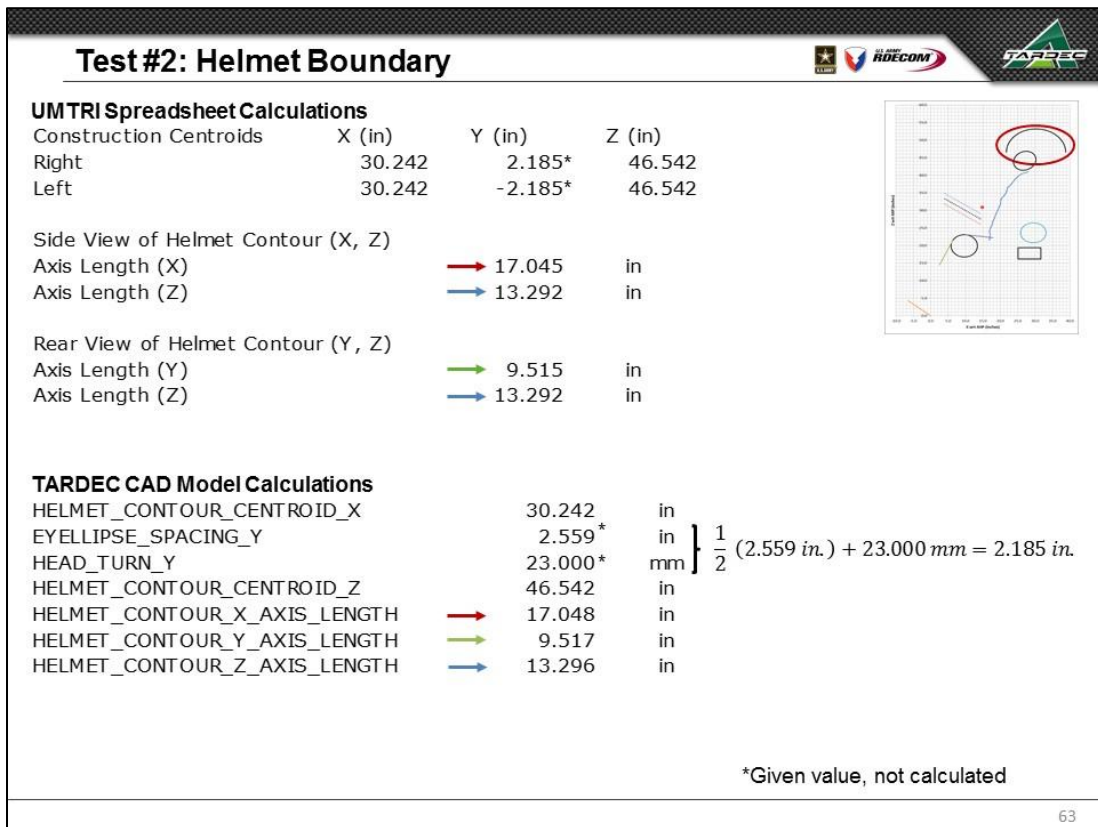 Test #2: Helmet Boundary
U.S. ARMY RDECOM
TARDEC
UMTRI Spreadsheet Calculations
Construction Centroids X (in) Y (in) Z (in)
Right 30.242 2.185* 46.542
Left 30.242 -2.185* 46.542
Side View of Helmet Contour (X, Z)
Axis Length (X) 17.045 in
Axis Length (Z) 13.292 in
Rear View of Helmet Contour (Y, Z)
Axis Length (Y) 9.515 in
Axis Length (Z) 13.292 in
TARDEC CAD Model Calculations
HELMET_CONTOUR_CENTROID_X 30.242 in
EYELLIPSE_SPACING_Y 2.559* in
HEAD_TURN_Y 23.000* mm
1/2 (2.559 in.) + 23.000 mm = 2.185 in.
HELMET_CONTOUR_CENTROID_Z 46.542 in
HELMET_CONTOUR_X_AXIS_LENGTH 17.048 in
HELMET_CONTOUR_Y_AXIS_LENGTH 9.517 in
HELMET_CONTOUR_Z_AXIS_LENGTH 13.296 in
*Given value, not calculated
63